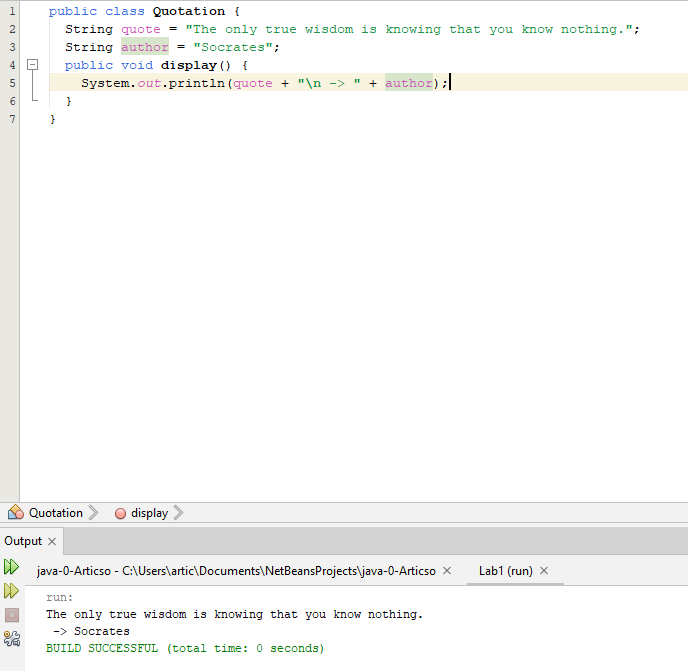 1 public class Quotation {
2 String quote = "The only true wisdom is knowing that you know nothing.";
3 String author = "Socrates";
4 public void display() {
5 System.out.println(quote + "\n -> " + author);
6 }
7 }
Quotation display
Output ×
java-0-Articso - C:\Users\artic\Documents\NetBeansProjects\java-0-Articso × Lab1 (run) ×
run:
The only true wisdom is knowing that you know nothing.
-> Socrates
BUILD SUCCESSFUL (total time: 0 seconds)